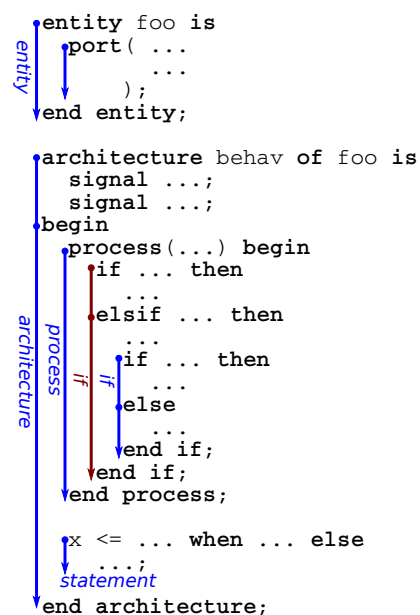 entity foo is
port( ...
...
);
end entity;
entity
architecture behav of foo is
signal ...;
signal ...;
begin
process(...) begin
if ... then
...
elsif ... then
...
if ... then
...
else
...
end if;
end if;
end process;
architecture
process
if
if
x <= ... when ... else
...;
statement
end architecture;